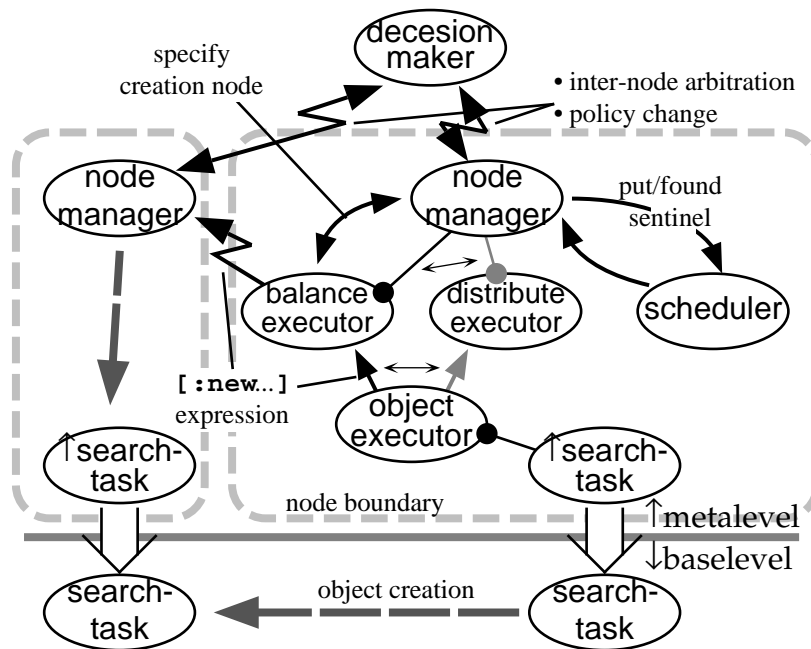 decesion
maker
specify
creation node
• inter-node arbitration
• policy change
node
manager
node
manager
put/found
sentinel
balance
executor
distribute
executor
scheduler
[:new...]
expression
object
executor
↑search-
task
↑search-
task
node boundary
↑metalevel
↓baselevel
search-
task
object creation
search-
task